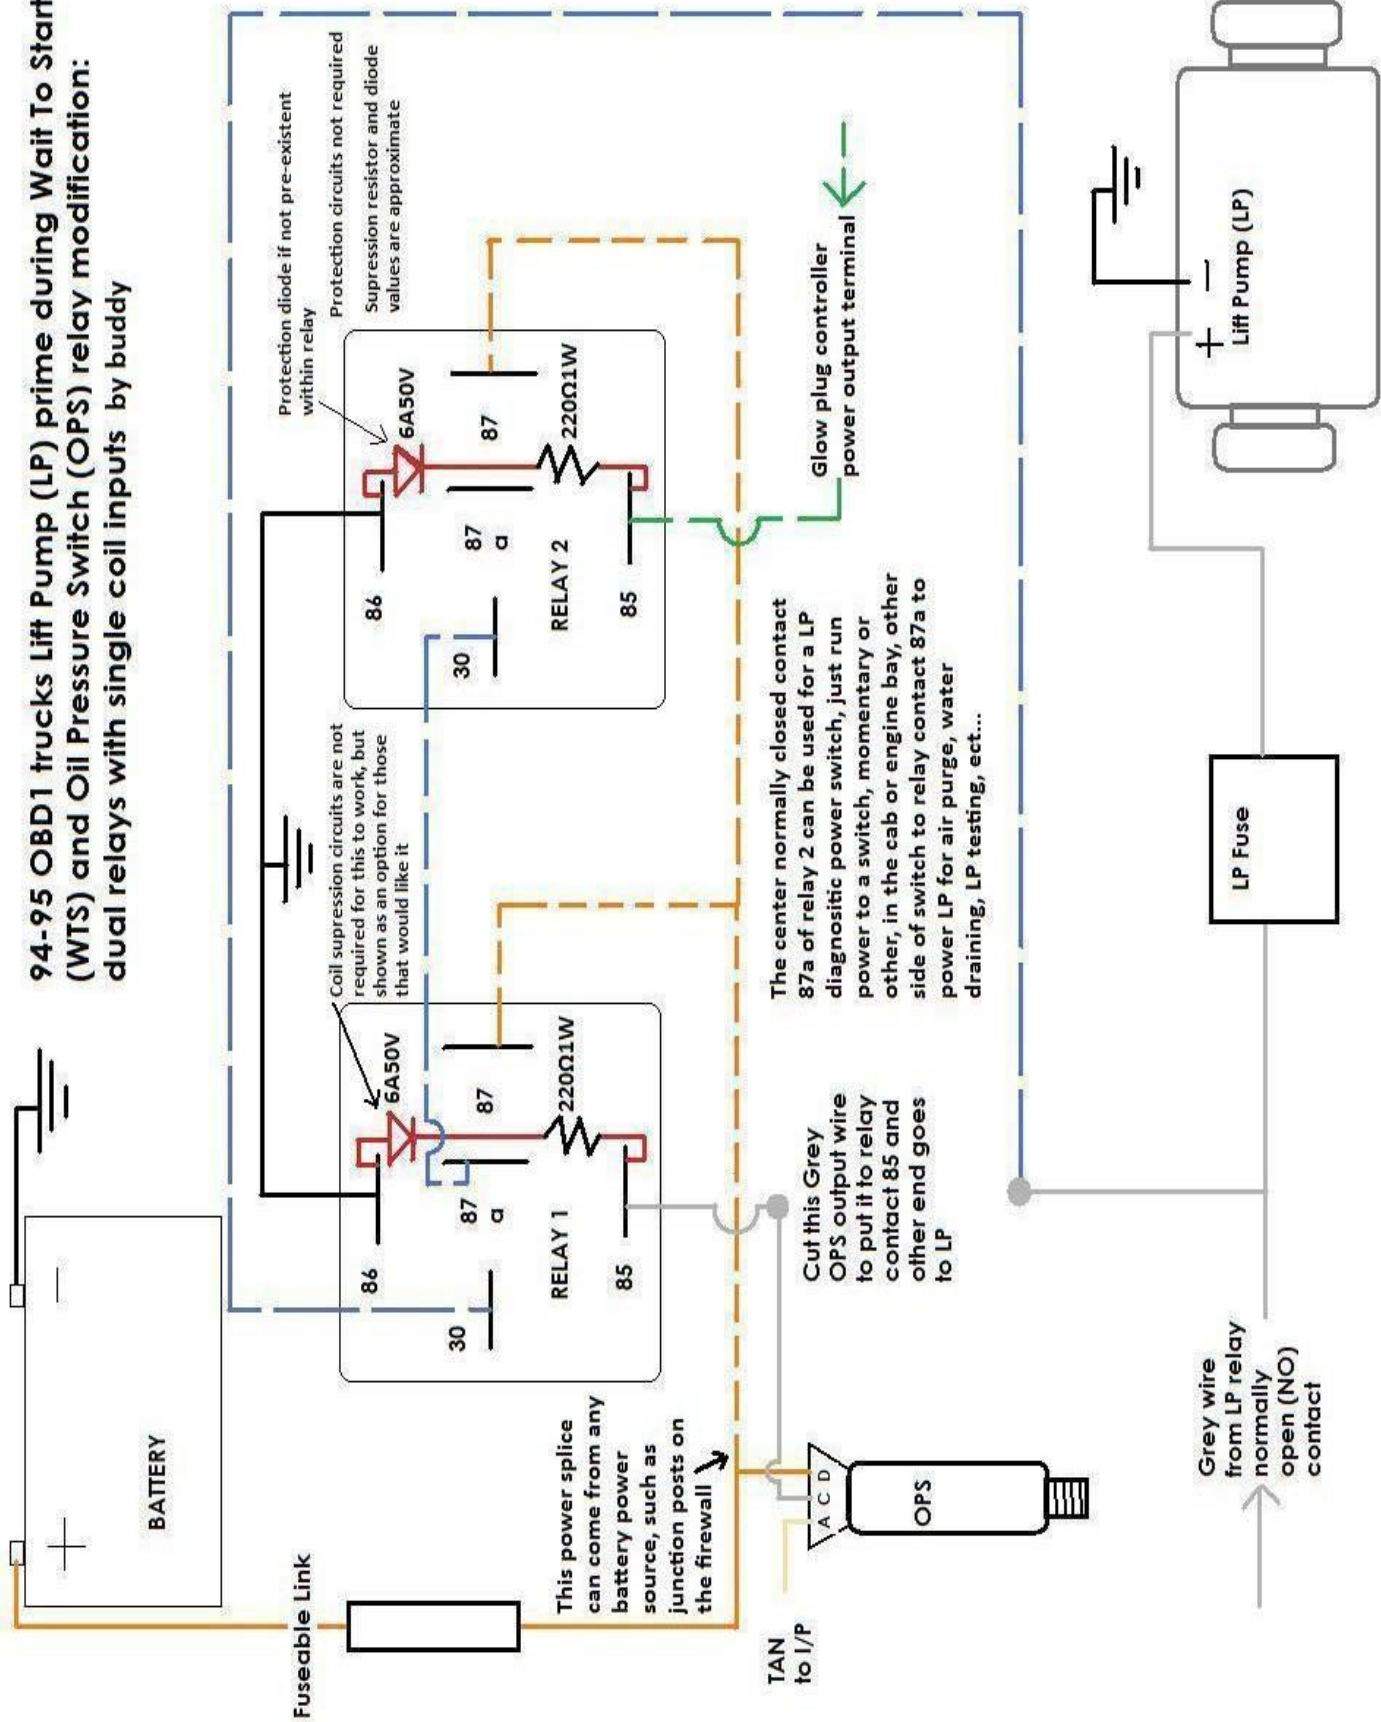 94-95 OBD1 trucks Lift Pump (LP) prime during Wait To Start
(WTS) and Oil Pressure Switch (OPS) relay modification:
dual relays with single coil inputs by buddy
BATTERY
+
−
Fuseable Link
Coil supression circuits are not
required for this to work, but
shown as an option for those
that would like it
Protection diode if not pre-existent
within relay
Protection circuits not required
Supression resistor and diode
values are approximate
86
6A50V
30
87
a
87
RELAY 1
220Ω1W
85
86
6A50V
30
87
a
87
RELAY 2
220Ω1W
85
This power splice
can come from any
battery power
source, such as
junction posts on
the firewall
Cut this Grey
OPS output wire
to put it to relay
contact 85 and
other end goes
to LP
The center normally closed contact
87a of relay 2 can be used for a LP
diagnositic power switch, just run
power to a switch, momentary or
other, in the cab or engine bay, other
side of switch to relay contact 87a to
power LP for air purge, water
draining, LP testing, ect...
Glow plug controller
power output terminal
TAN
to I/P
A C D
OPS
Grey wire
from LP relay
normally
open (NO)
contact
LP Fuse
+
−
Lift Pump (LP)